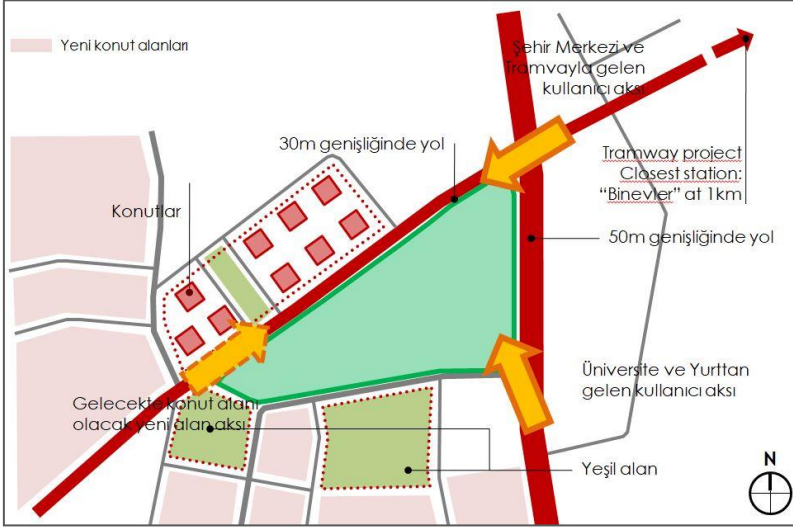 Yeni konut alanları
Şehir Merkezi ve
Tramvayla gelen
kullanıcı aksı
30m genişliğinde yol
Tramway project
Closest station:
“Binevler” at 1km
Konutlar
50m genişliğinde yol
Üniversite ve Yurttan
gelen kullanıcı aksı
Gelecekte konut alanı
olacak yeni alan aksı
Yeşil alan
N